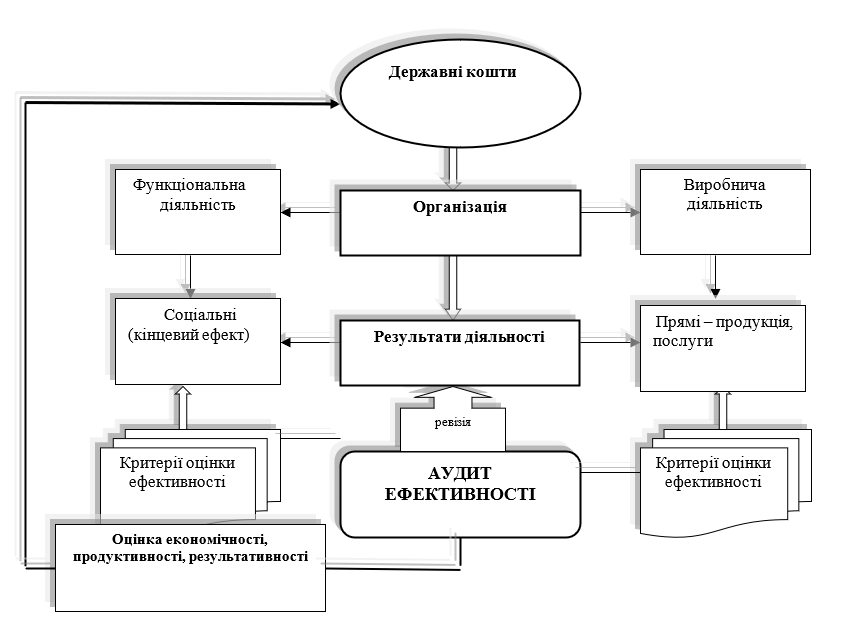 Державні кошти
Функціональна
діяльність
Організація
Виробнича
діяльність
Соціальні
(кінцевий ефект)
Результати діяльності
Прямі – продукція,
послуги
ревізія
Критерії оцінки
ефективності
АУДИТ
ЕФЕКТИВНОСТІ
Критерії оцінки
ефективності
Оцінка економічності,
продуктивності, результативності